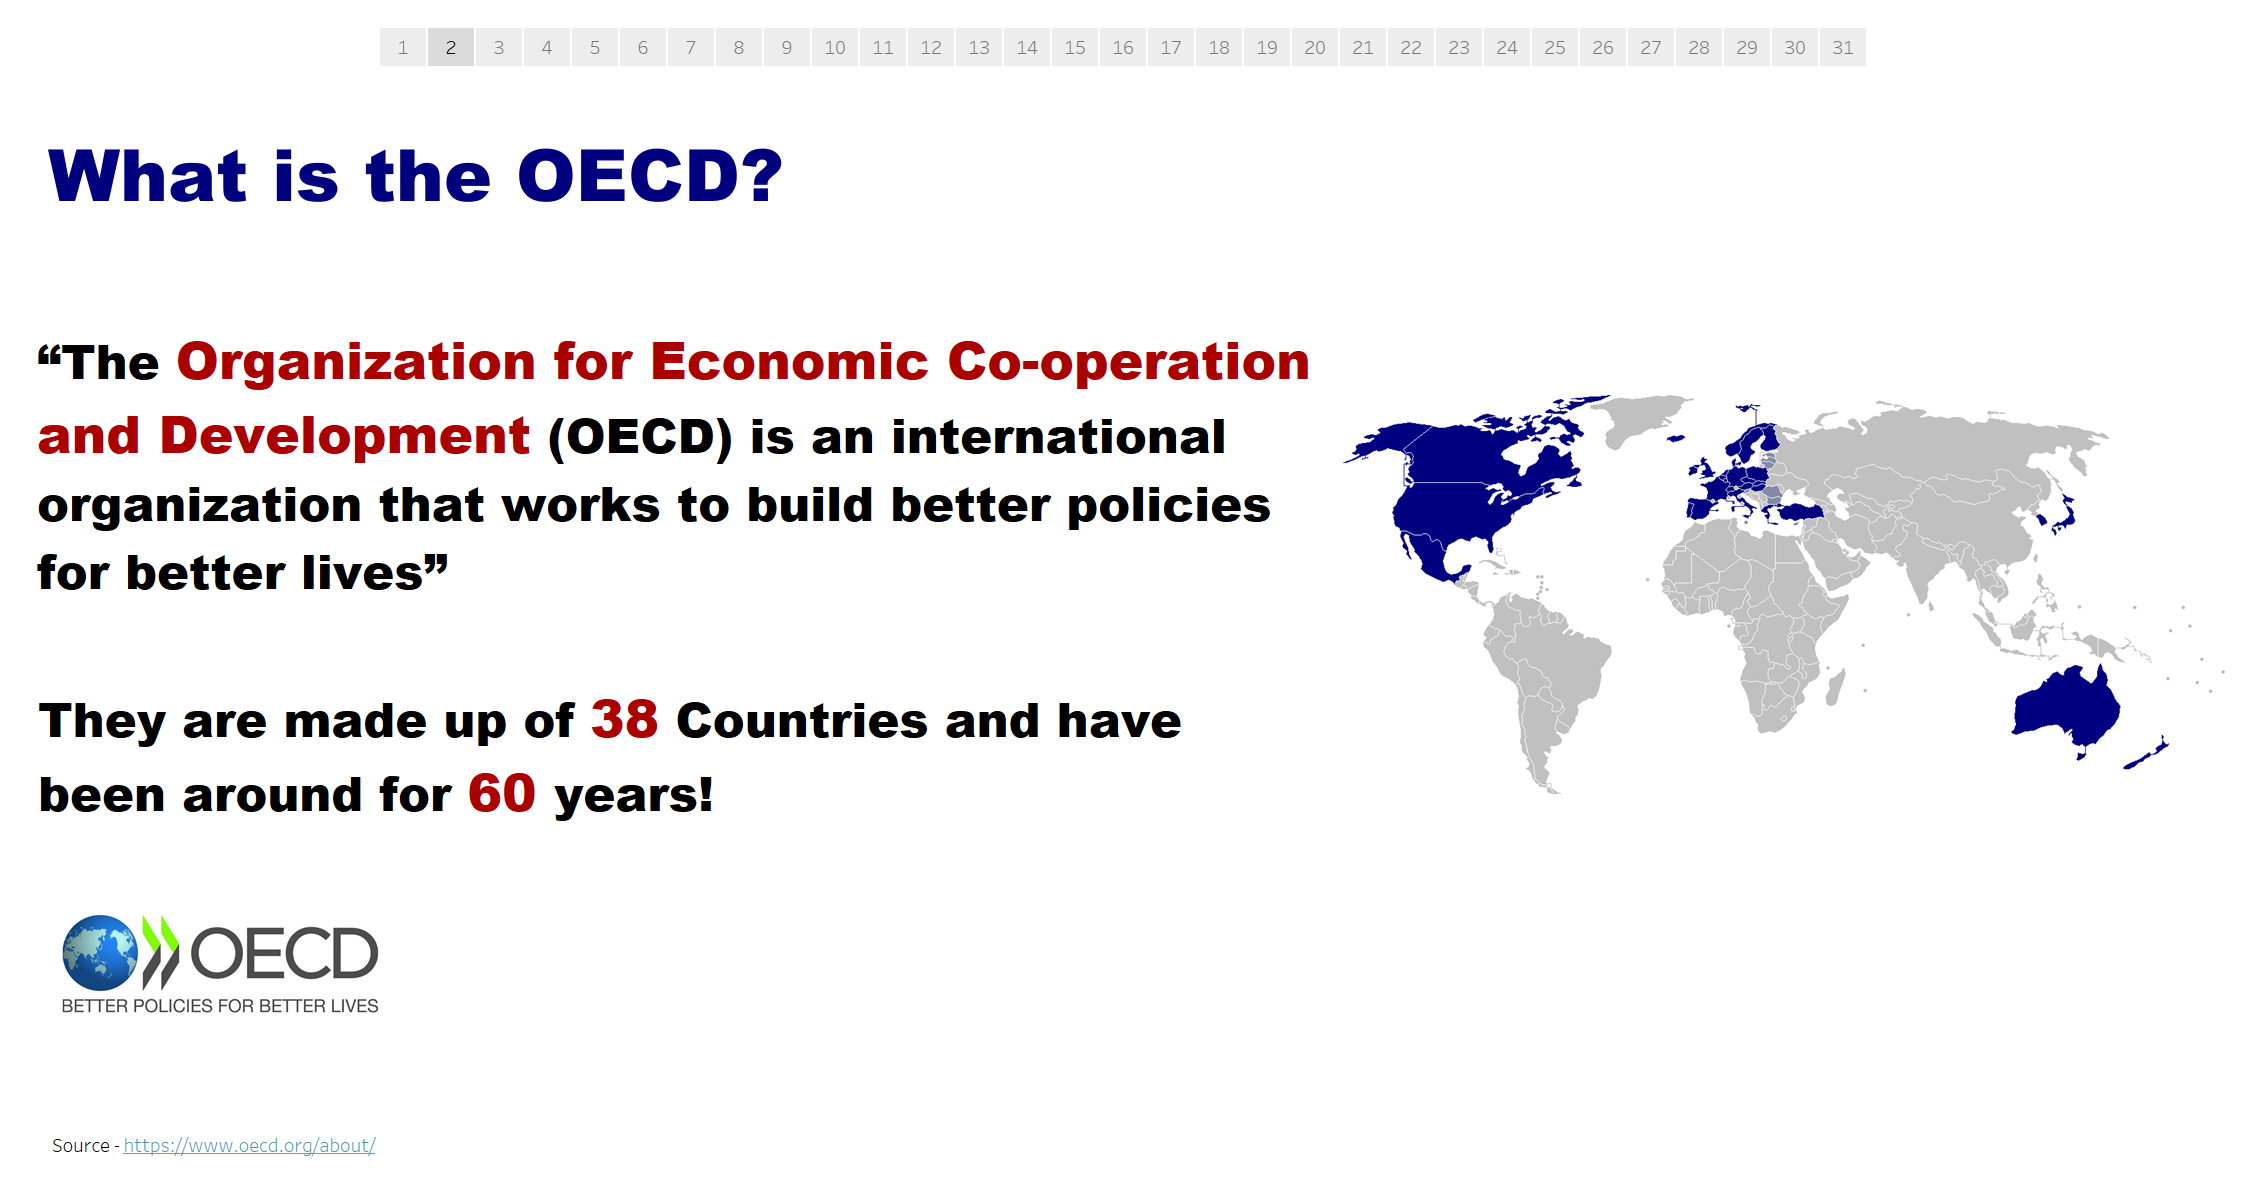 1 2 3 4 5 6 7 8 9 10 11 12 13 14 15 16 17 18 19 20 21 22 23 24 25 26 27 28 29 30 31
What is the OECD?
“The Organization for Economic Co-operation
and Development (OECD) is an international
organization that works to build better policies
for better lives”
They are made up of 38 Countries and have
been around for 60 years!
OECD
BETTER POLICIES FOR BETTER LIVES
Source - https://www.oecd.org/about/